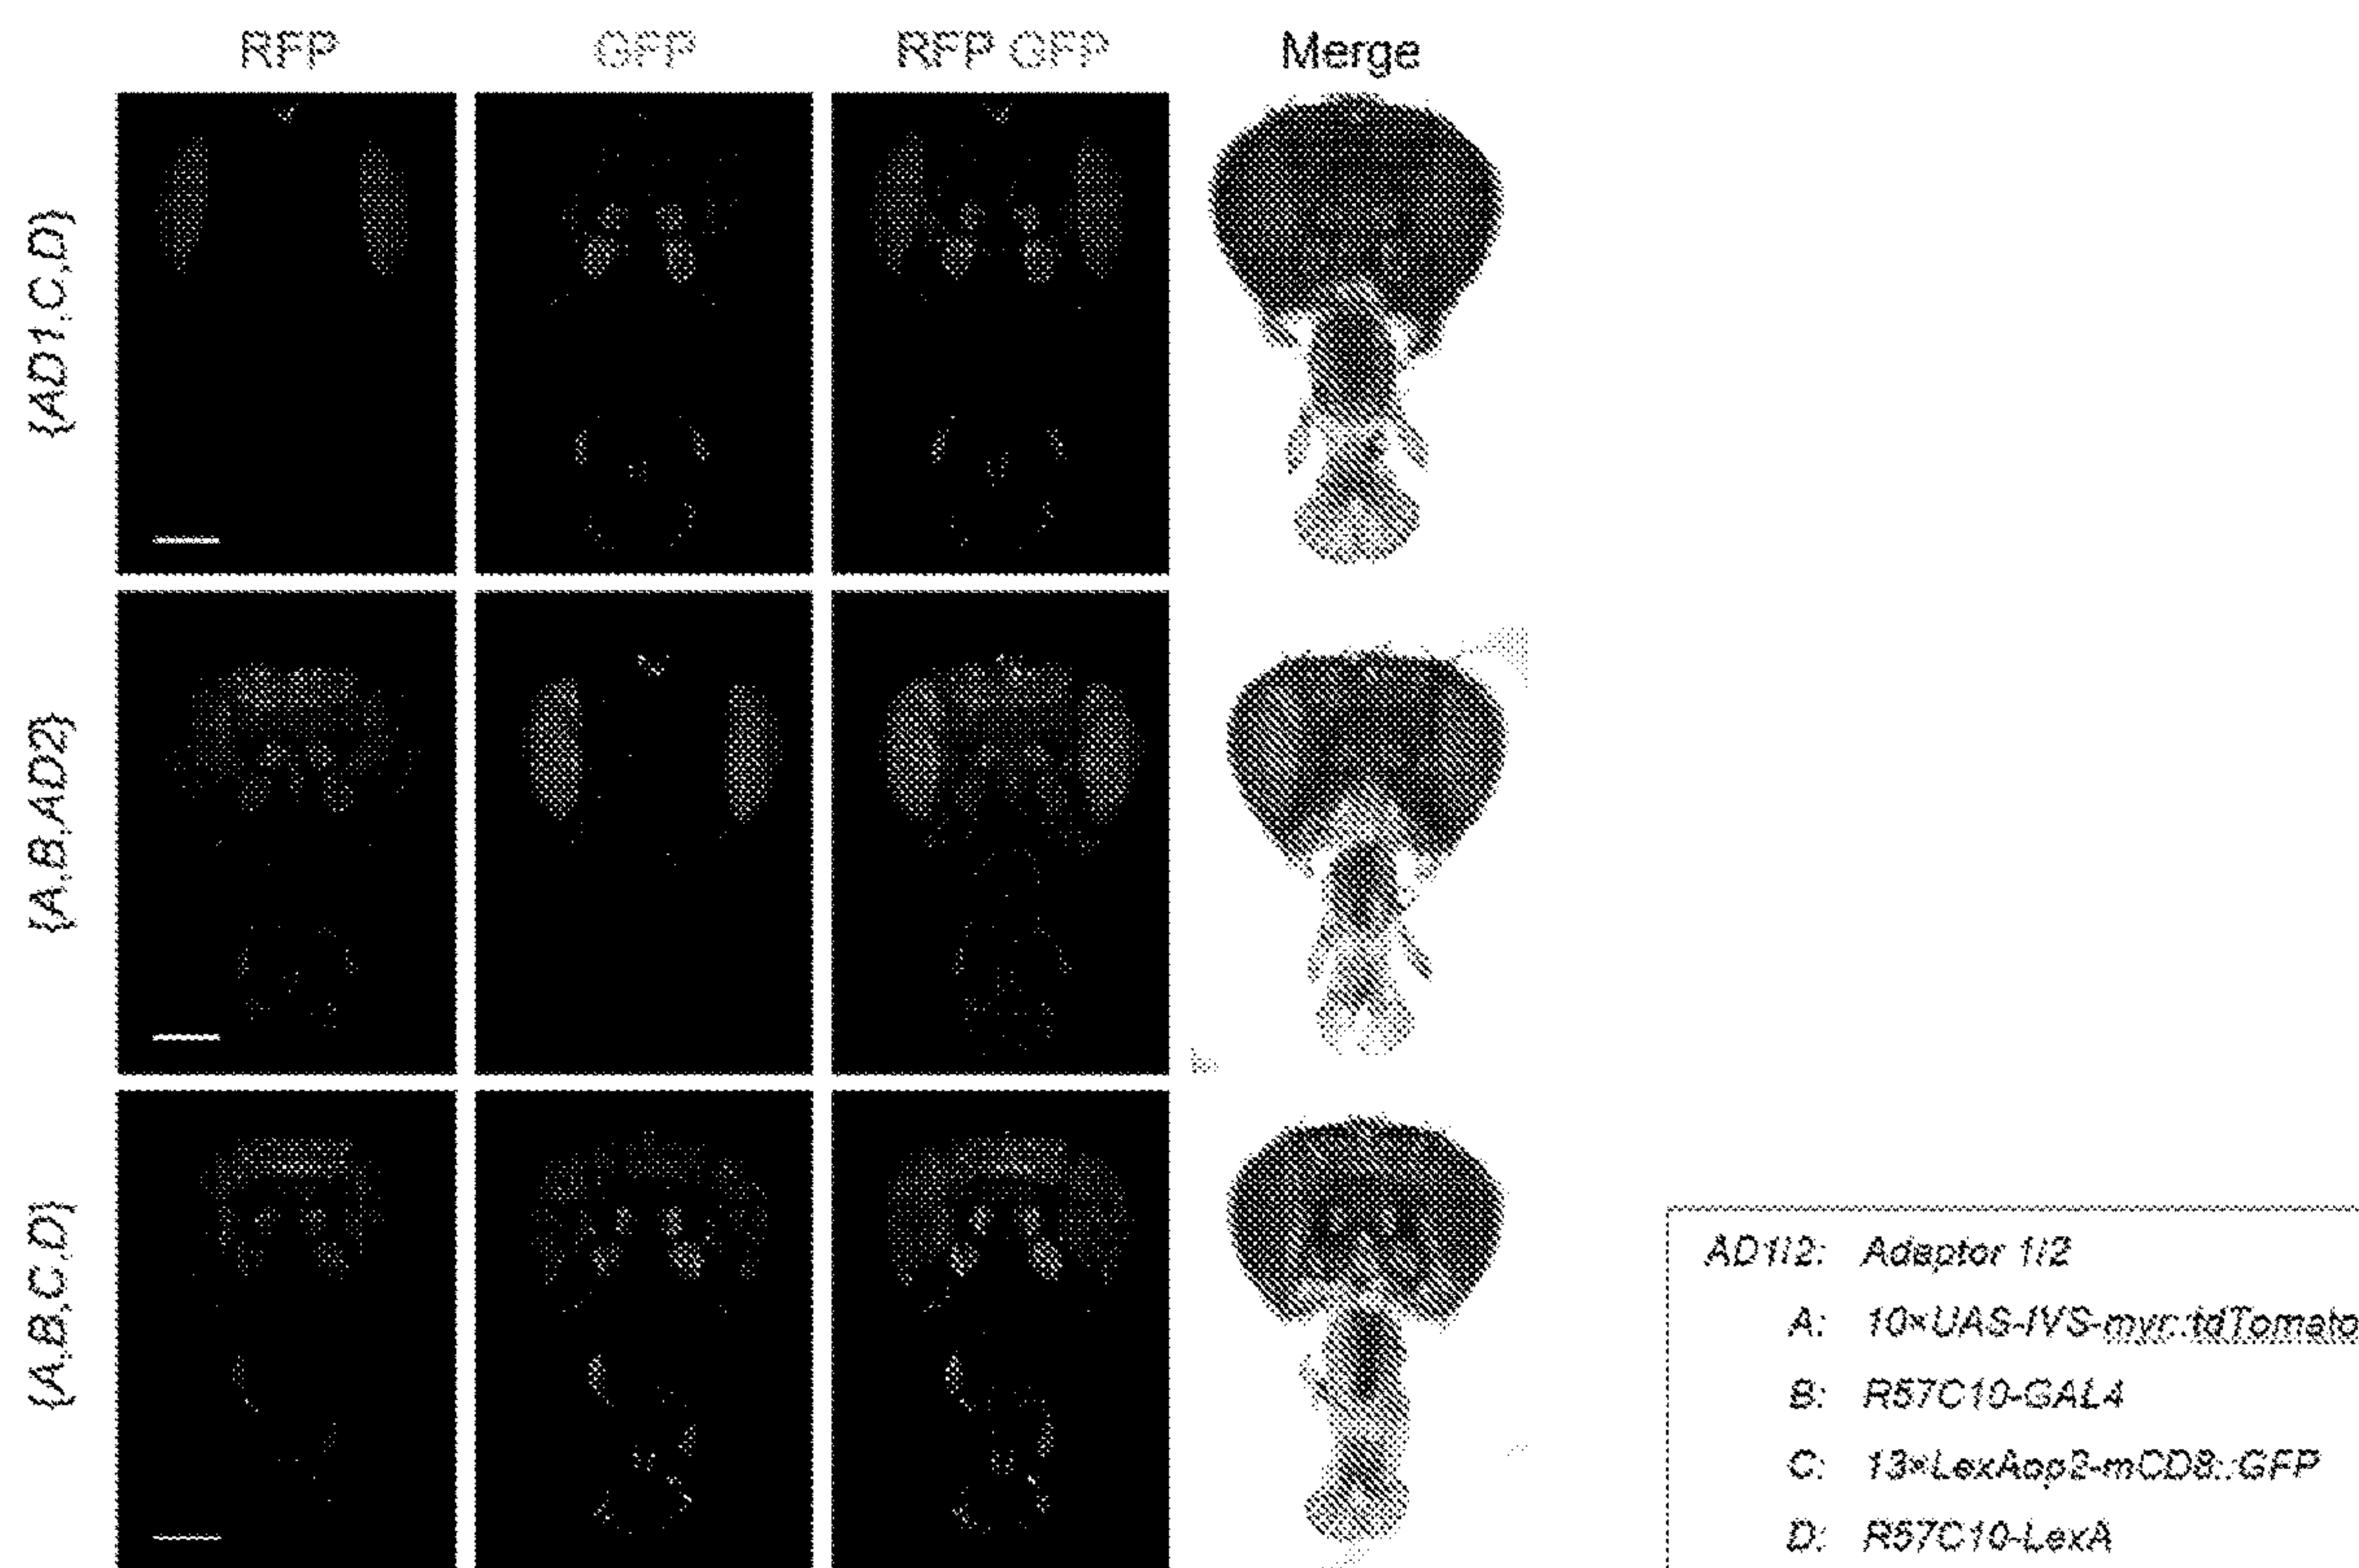 RFP GFP RFP GFP Merge
{AD1,C,D}
{A,B,AD2}
{A,B,C,D}
AD1/2: Adaptor 1/2
A: 10×UAS-IVS-myr::tdTomato
B: R57C10-GAL4
C: 13×LexAop2-mCD8::GFP
D: R57C10-LexA